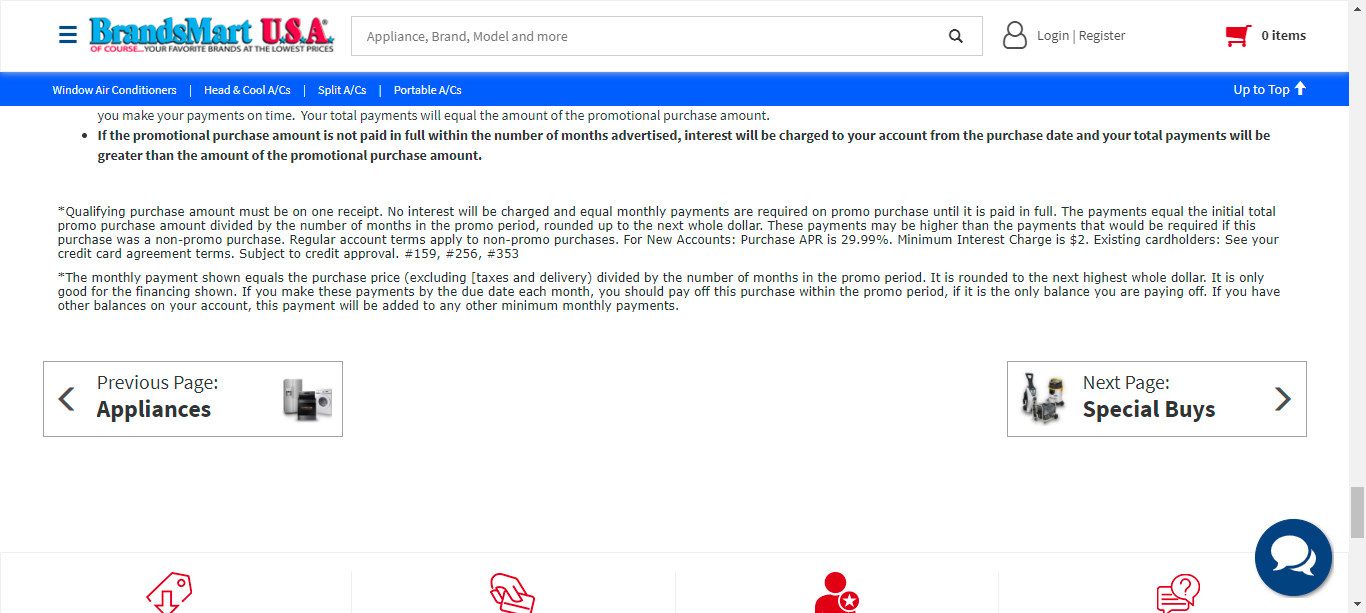 BrandsMart U.S.A.
OF COURSE...YOUR FAVORITE BRANDS AT THE LOWEST PRICES
Appliance, Brand, Model and more
Login | Register
0 items
Window Air Conditioners | Head & Cool A/Cs | Split A/Cs | Portable A/Cs
Up to Top
you make your payments on time. Your total payments will equal the amount of the promotional purchase amount.
• If the promotional purchase amount is not paid in full within the number of months advertised, interest will be charged to your account from the purchase date and your total payments will be
greater than the amount of the promotional purchase amount.
*Qualifying purchase amount must be on one receipt. No interest will be charged and equal monthly payments are required on promo purchase until it is paid in full. The payments equal the initial total
promo purchase amount divided by the number of months in the promo period, rounded up to the next whole dollar. These payments may be higher than the payments that would be required if this
purchase was a non-promo purchase. Regular account terms apply to non-promo purchases. For New Accounts: Purchase APR is 29.99%. Minimum Interest Charge is $2. Existing cardholders: See your
credit card agreement terms. Subject to credit approval. #159, #256, #353
*The monthly payment shown equals the purchase price (excluding [taxes and delivery) divided by the number of months in the promo period. It is rounded to the next highest whole dollar. It is only
good for the financing shown. If you make these payments by the due date each month, you should pay off this purchase within the promo period, if it is the only balance you are paying off. If you have
other balances on your account, this payment will be added to any other minimum monthly payments.
Previous Page:
Appliances
Next Page:
Special Buys